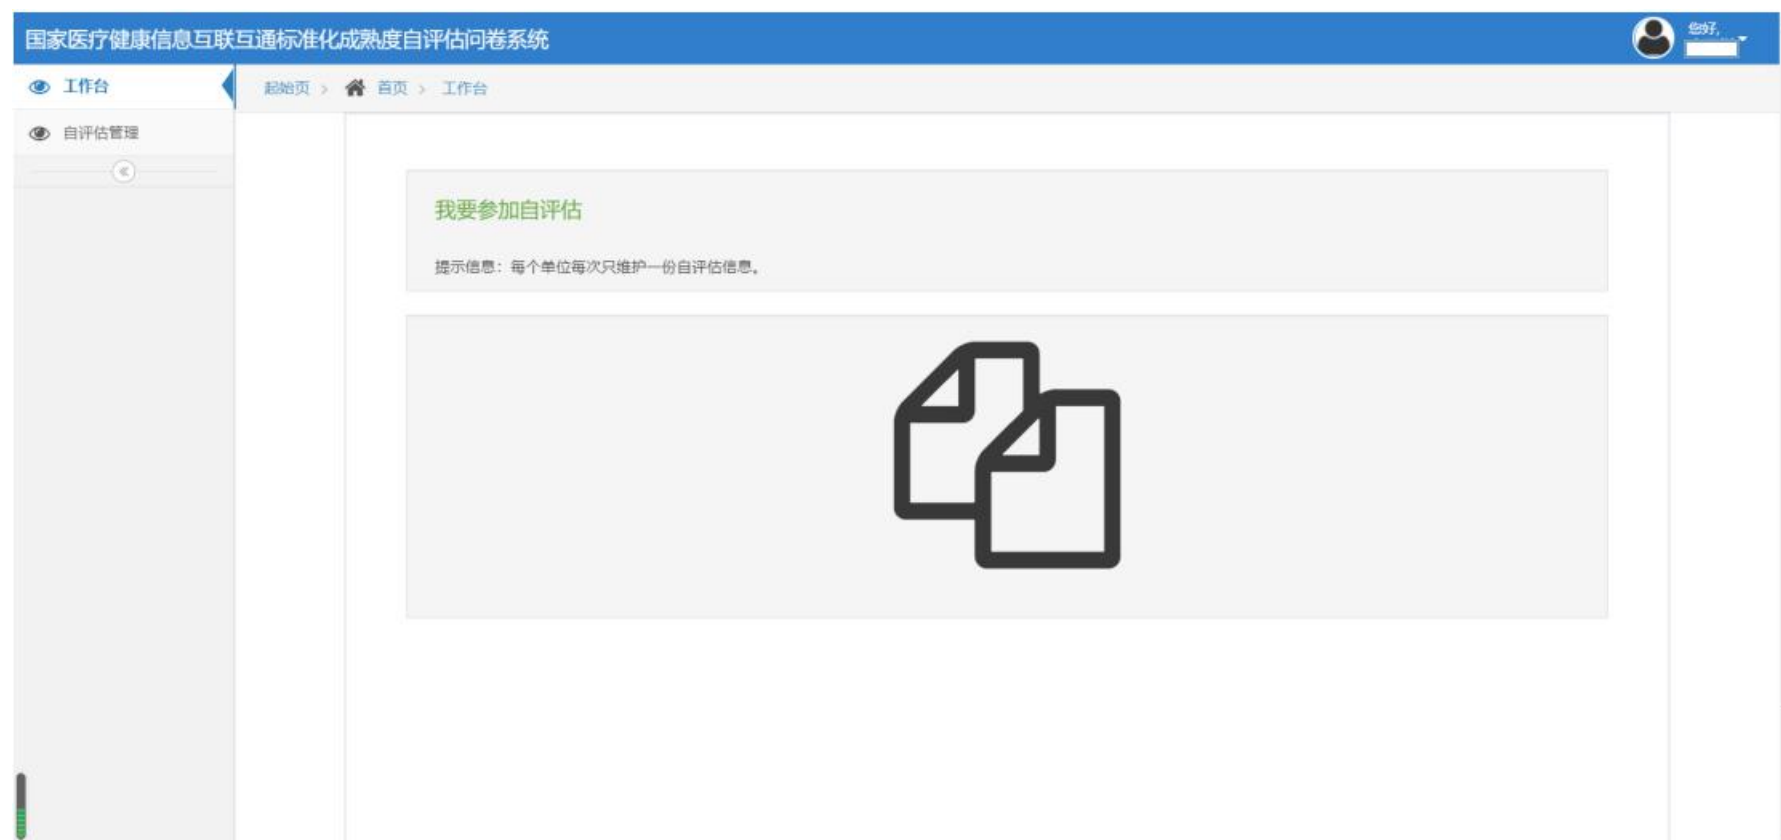 国家医疗健康信息互联互通标准化成熟度自评估问卷系统
您好,
工作台
起始页 > 首页 > 工作台
自评估管理
我要参加自评估
提示信息：每个单位每次只维护一份自评估信息。